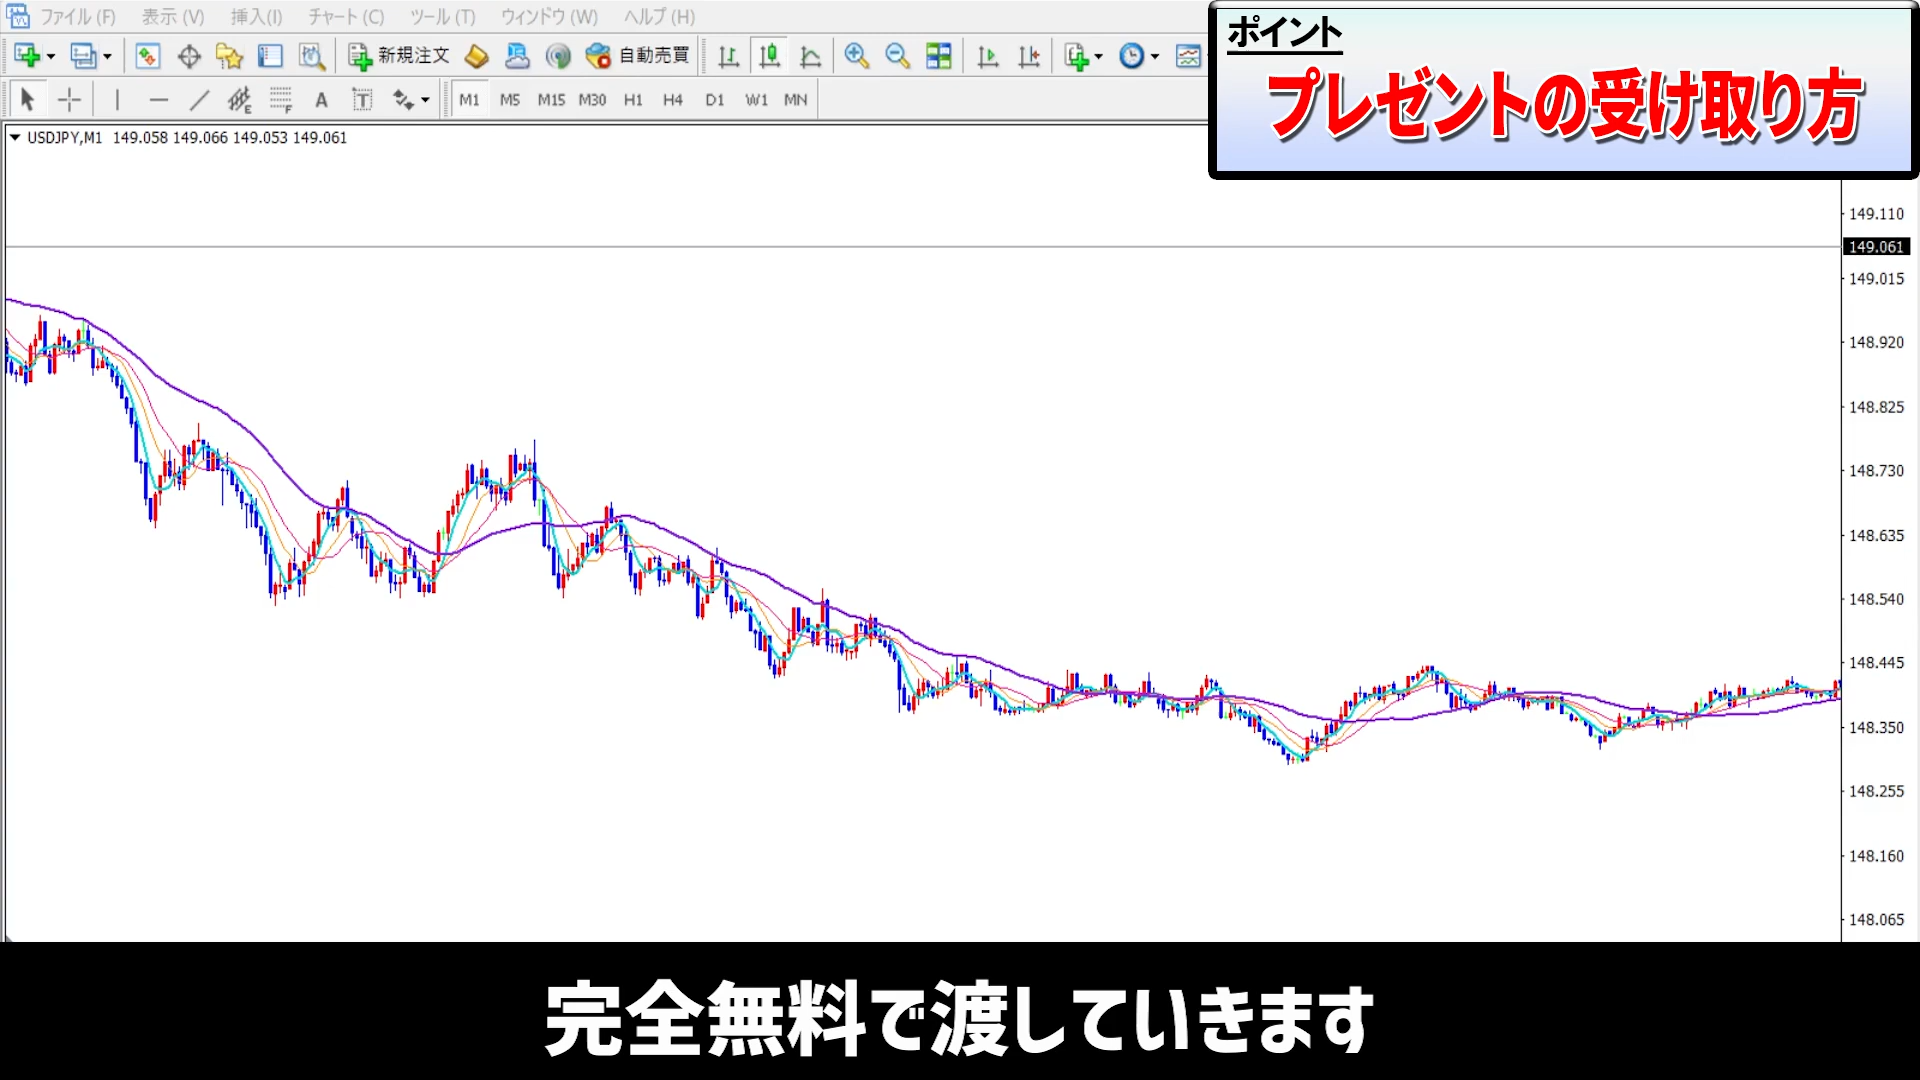 ファイル (F) 表示 (V) 挿入(I) チャート (C) ツール (T) ウィンドウ (W) ヘルプ (H)
ポイント
プレゼントの受け取り方
新規注文 自動売買
A T M1 M5 M15 M30 H1 H4 D1 W1 MN
USDJPY,M1 149.058 149.066 149.053 149.061
149.110
149.061
149.015
148.920
148.825
148.730
148.635
148.540
148.445
148.350
148.255
148.160
148.065
完全無料で渡していきます